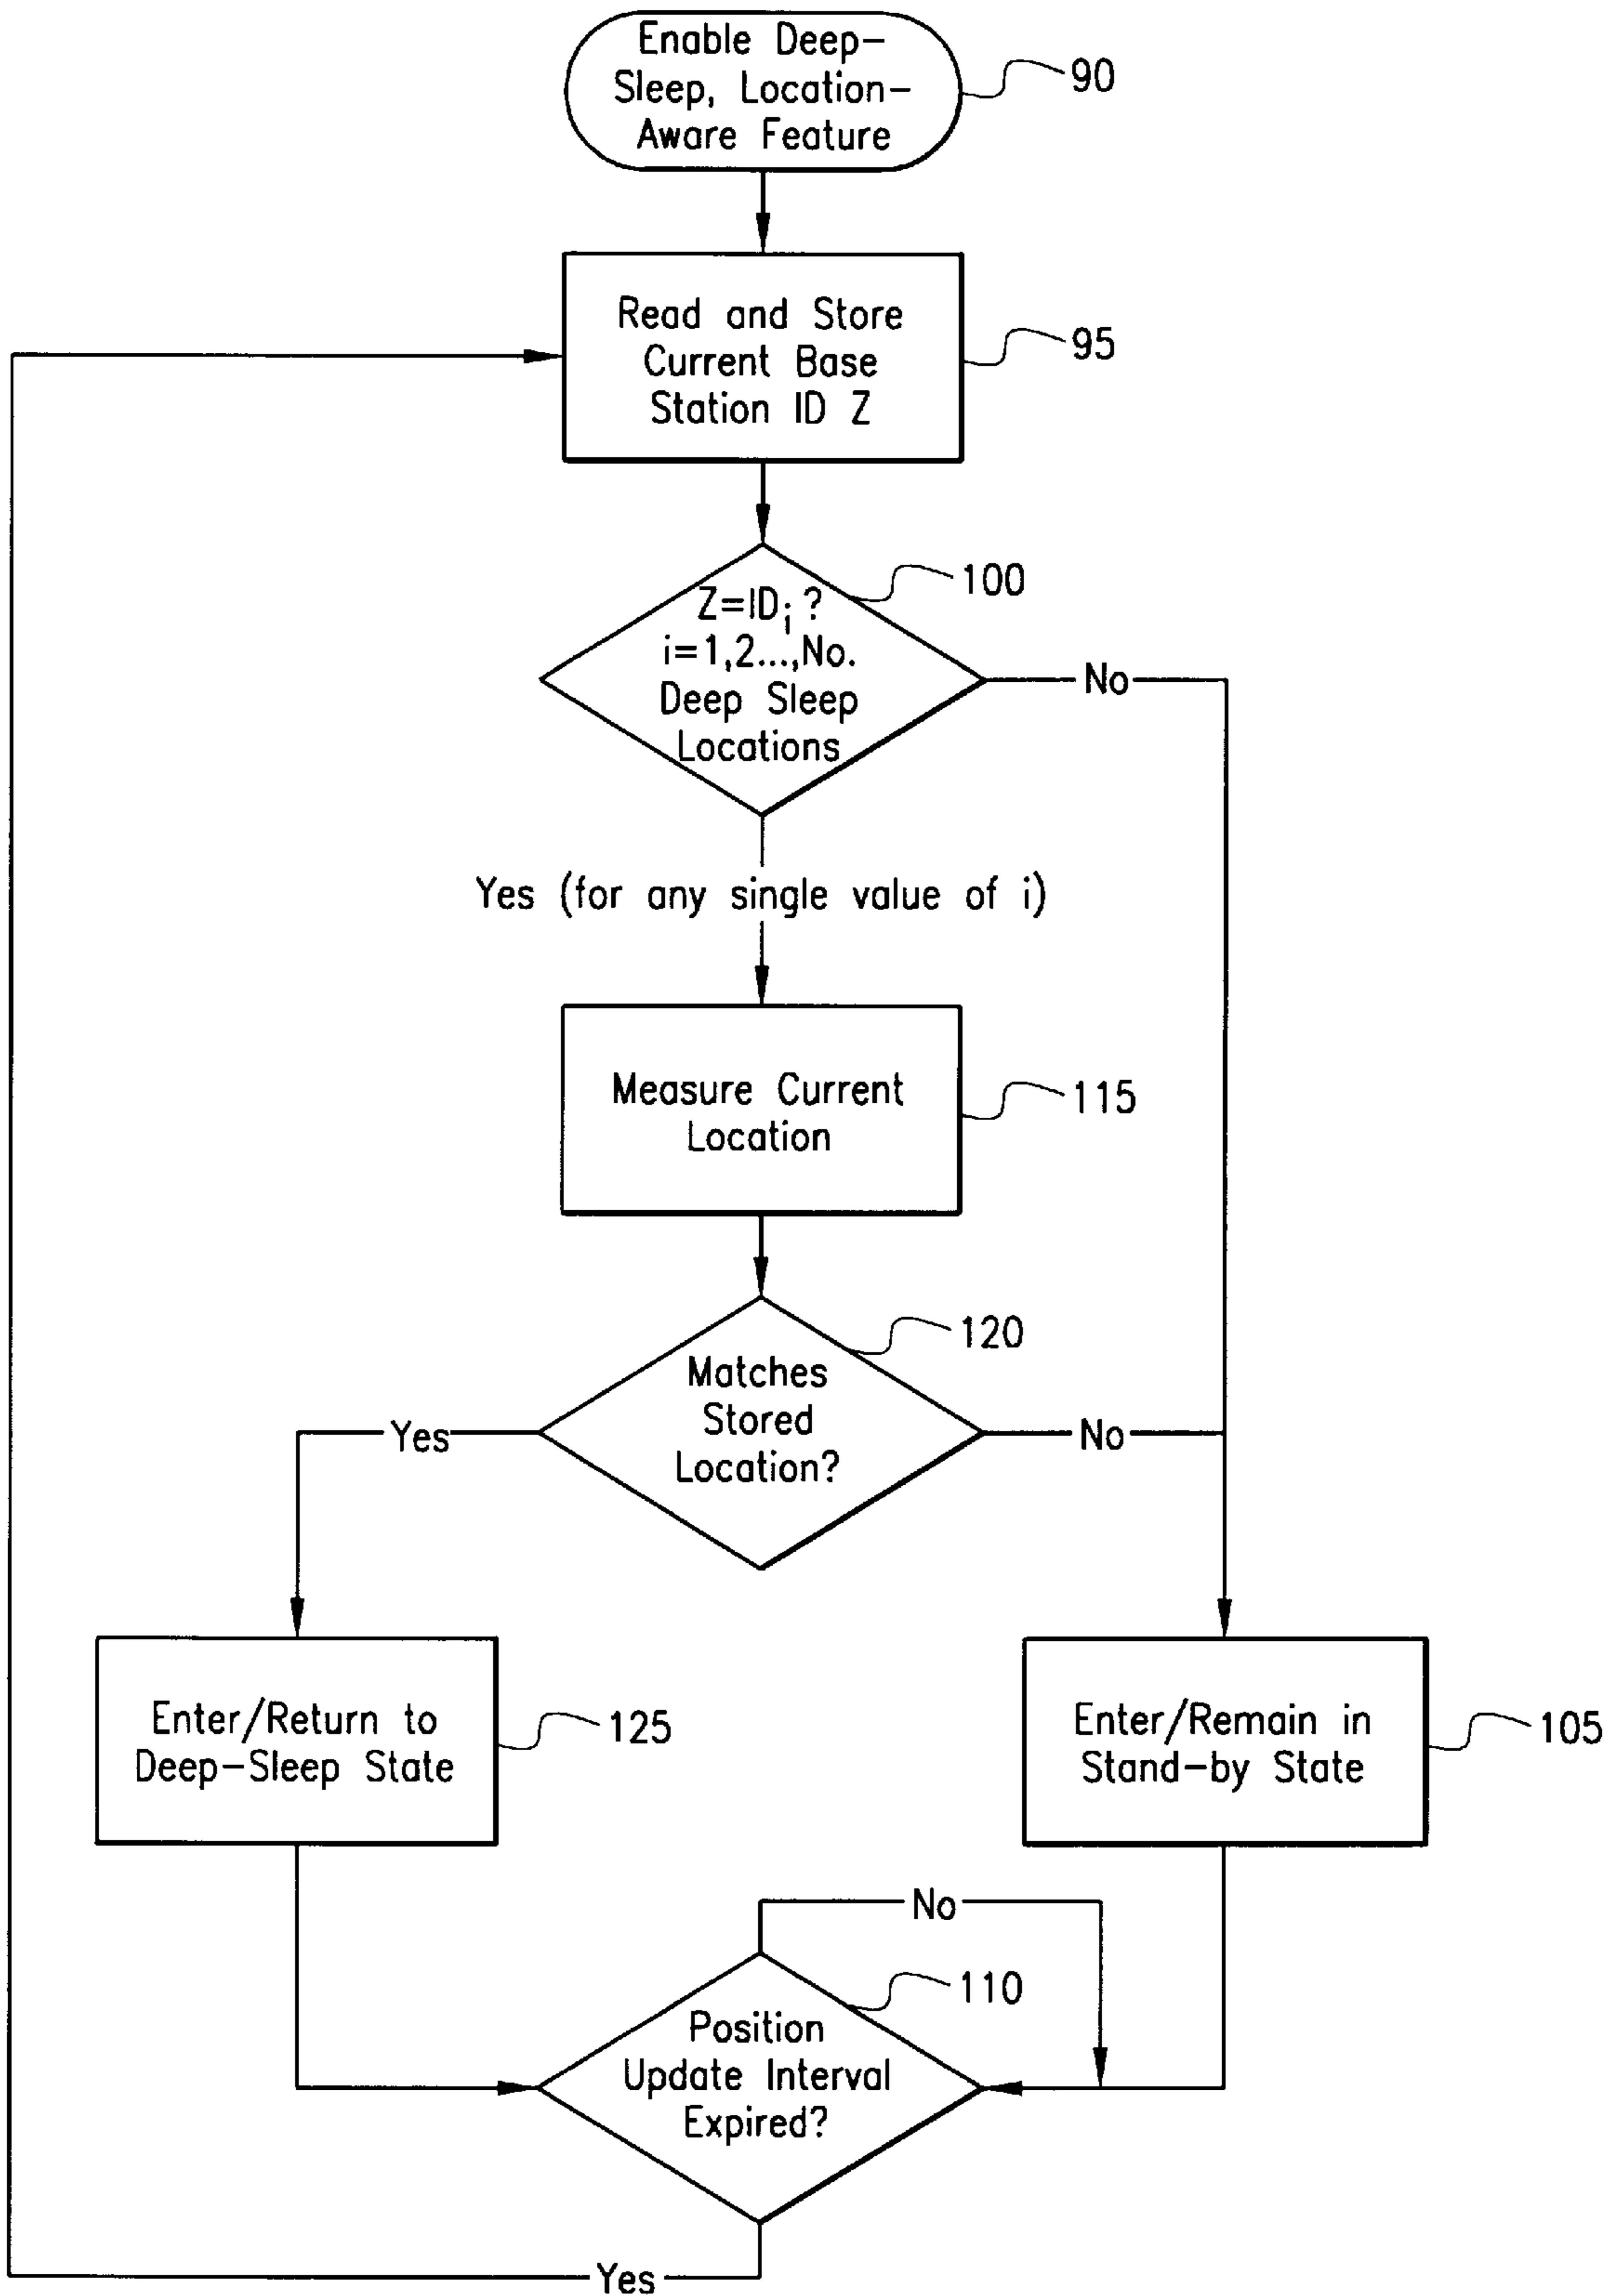 Enable Deep-
Sleep, Location-
Aware Feature
90
Read and Store
Current Base
Station ID Z
95
Z=IDi ?
i=1,2...,No.
Deep Sleep
Locations
100
No
Yes (for any single value of i)
Measure Current
Location
115
Matches
Stored
Location?
120
Yes
No
Enter/Return to
Deep-Sleep State
125
Enter/Remain in
Stand-by State
105
No
Position
Update Interval
Expired?
110
Yes